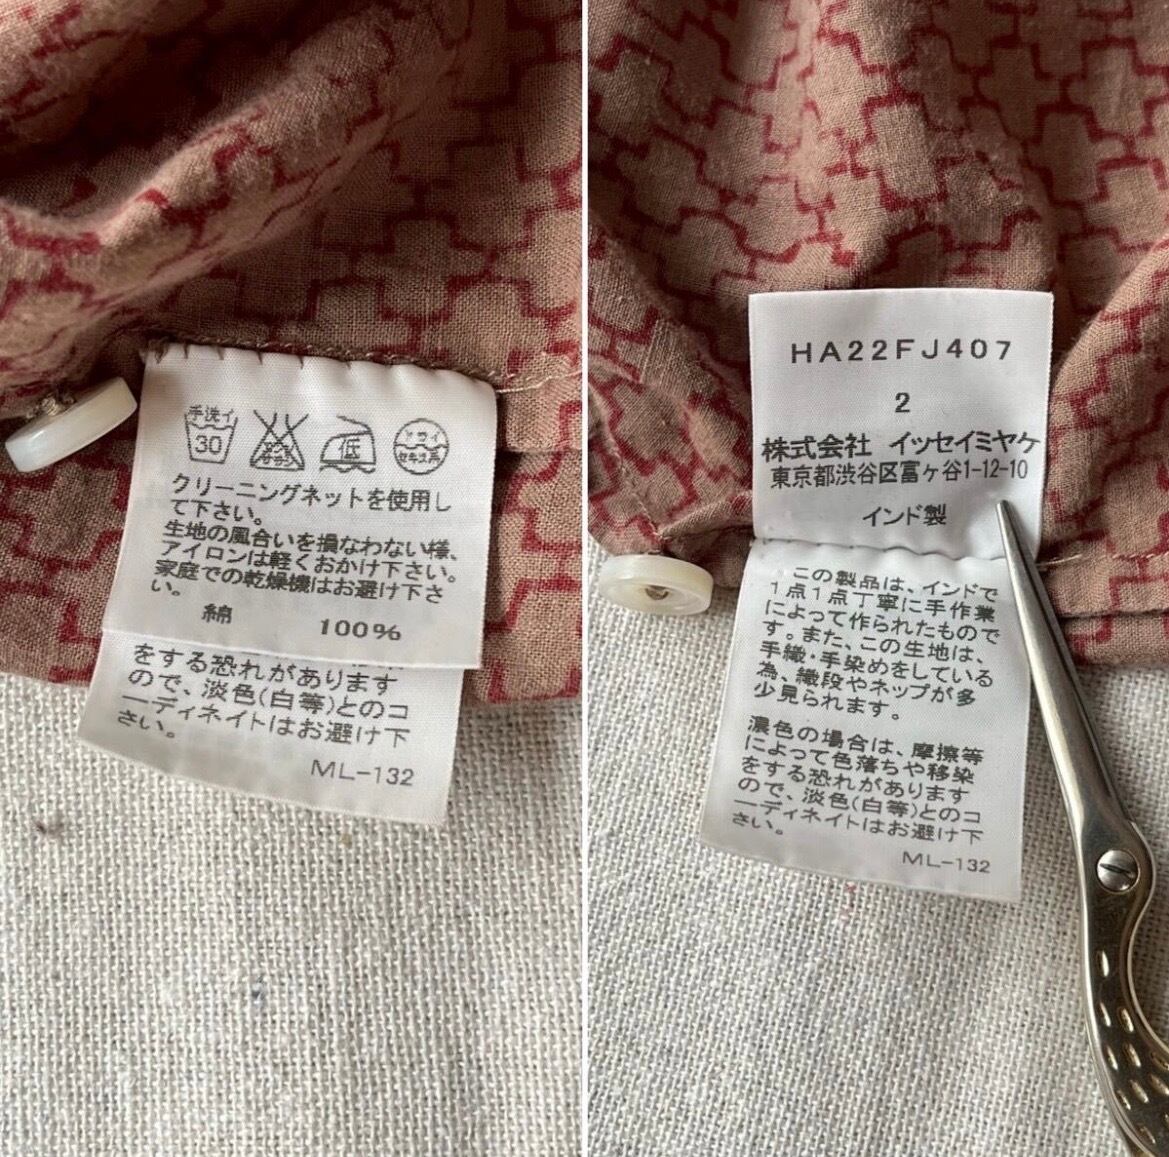 手洗イ
30
エンソ
サラシ
低
ドライ
セキユ系
クリーニングネットを使用し
て下さい。
生地の風合いを損なわない様、
アイロンは軽くおかけ下さい。
家庭での乾燥機はお避け下さ
い。
綿 100%
をする恐れがあります
ので、淡色(白等)とのコ
ーディネイトはお避け下
さい。
ML-132
HA22FJ407
2
株式会社 イッセイミヤケ
東京都渋谷区富ヶ谷1-12-10
インド製
この製品は、インドで
1点1点丁寧に手作業
によって作られたもので
す。また、この生地は、
手織・手染めをしている
為、織段やネップが多
少見られます。
濃色の場合は、摩擦等
によって色落ちや移染
をする恐れがあります
ので、淡色(白等)とのコ
ーディネイトはお避け下
さい。
ML-132